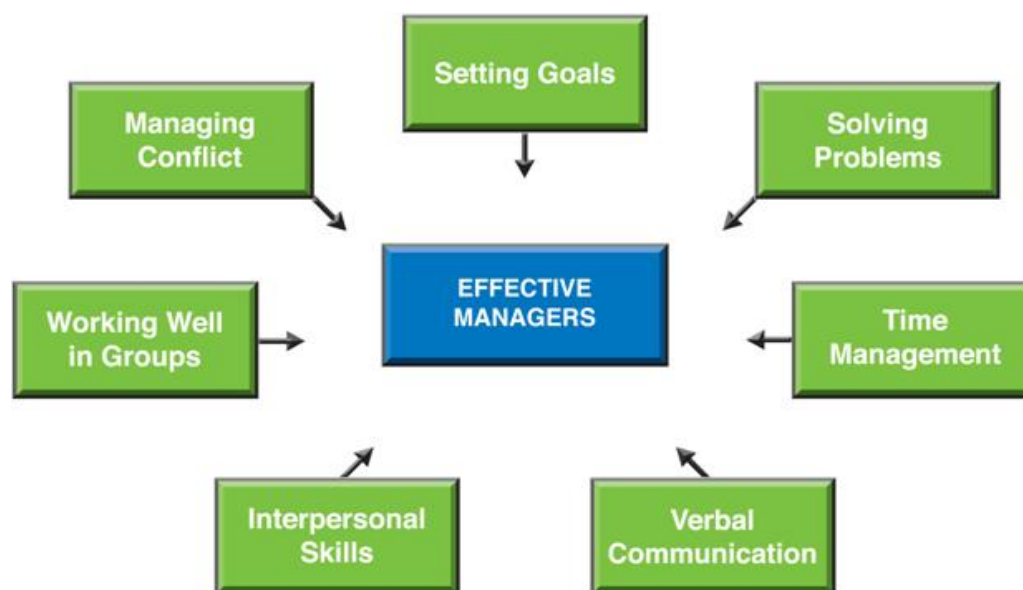 Setting Goals
Managing
Conflict
Solving
Problems
EFFECTIVE
MANAGERS
Working Well
in Groups
Time
Management
Interpersonal
Skills
Verbal
Communication